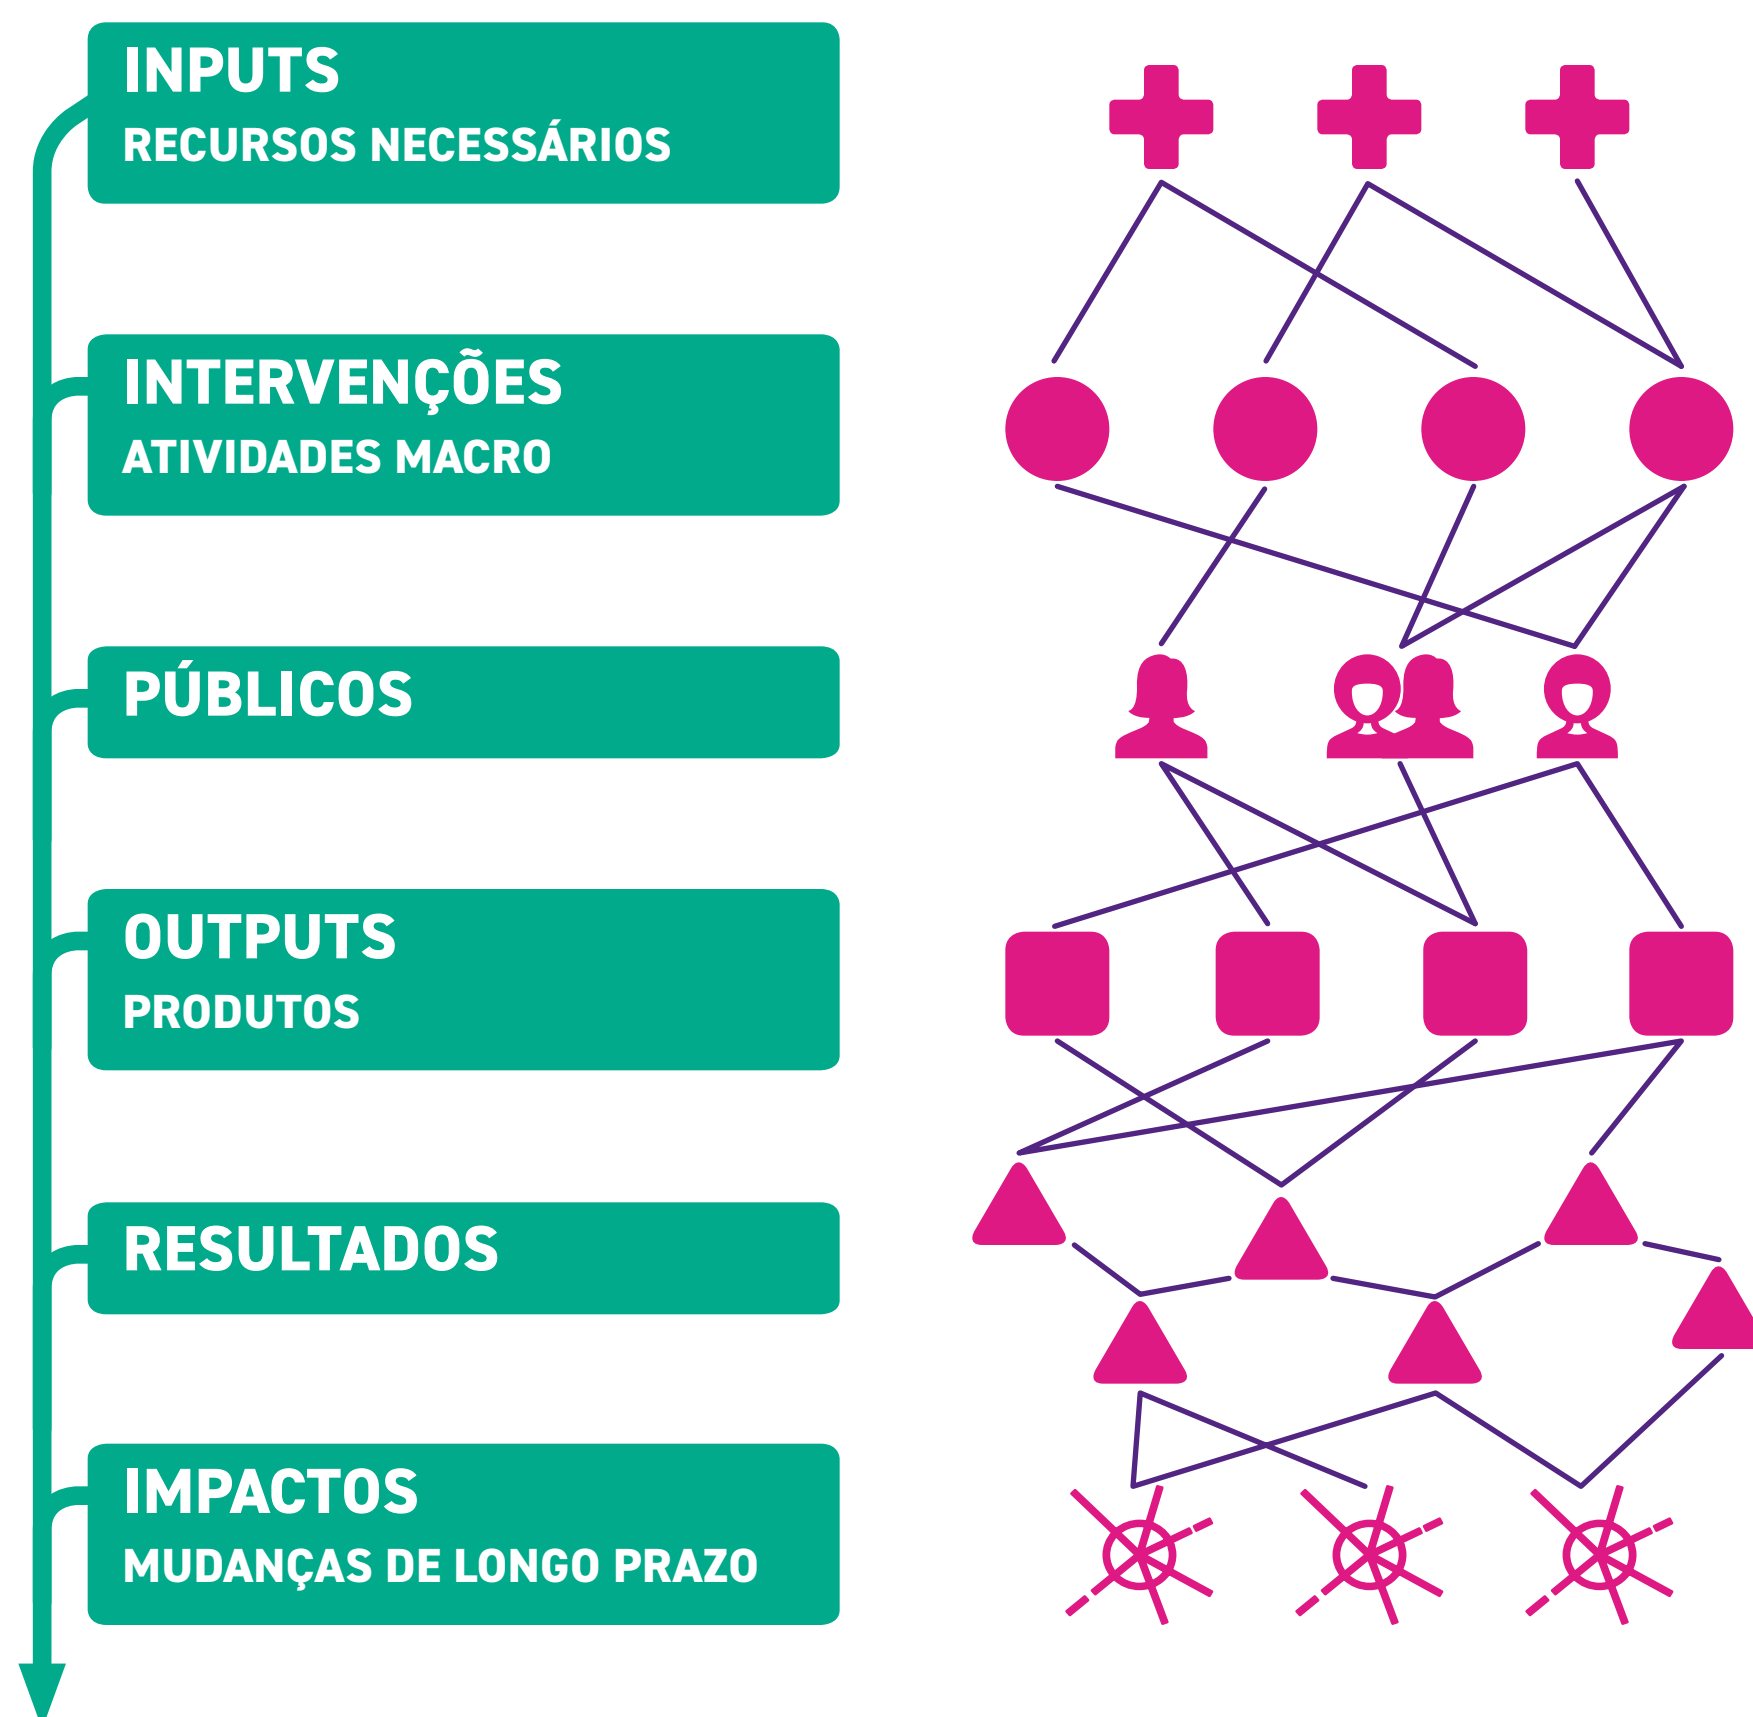 INPUTS
RECURSOS NECESSÁRIOS
INTERVENÇÕES
ATIVIDADES MACRO
PÚBLICOS
OUTPUTS
PRODUTOS
RESULTADOS
IMPACTOS
MUDANÇAS DE LONGO PRAZO